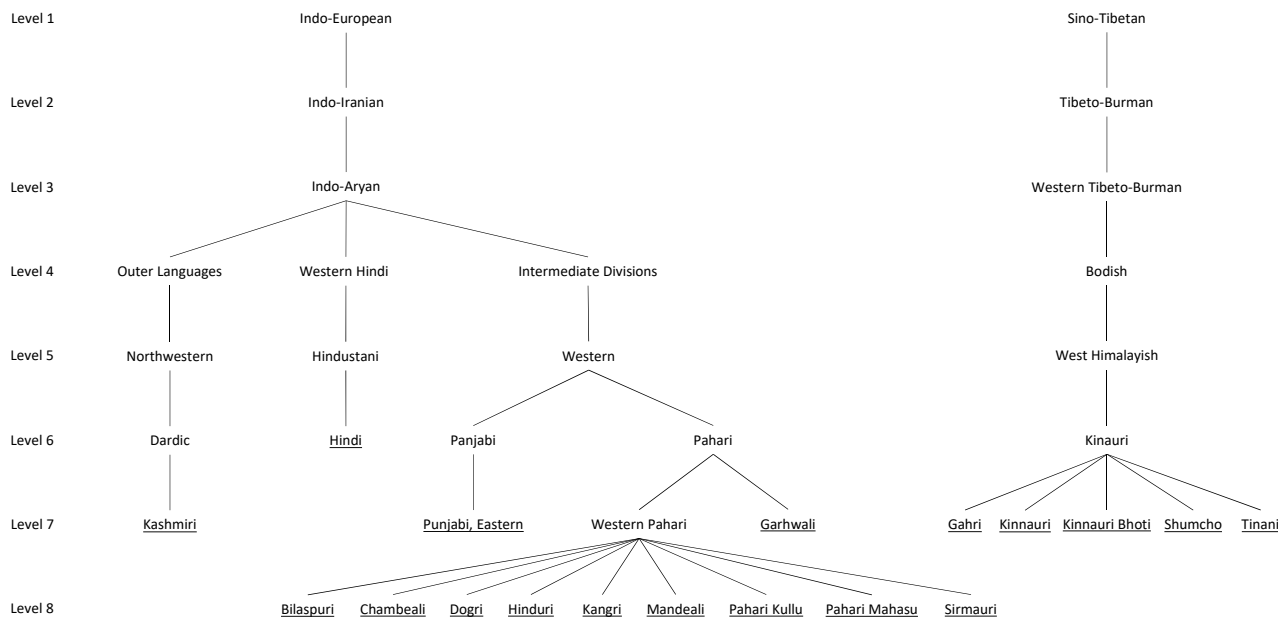 Level 1 Indo-European Sino-Tibetan
Level 2 Indo-Iranian Tibeto-Burman
Level 3 Indo-Aryan Western Tibeto-Burman
Level 4 Outer Languages Western Hindi Intermediate Divisions Bodish
Level 5 Northwestern Hindustani Western West Himalayish
Level 6 Dardic Hindi Panjabi Pahari Kinauri
Level 7 Kashmiri Punjabi, Eastern Western Pahari Garhwali Gahri Kinnauri Kinnauri Bhoti Shumcho Tinani
Level 8 Bilaspuri Chambeali Dogri Hinduri Kangri Mandeali Pahari Kullu Pahari Mahasu Sirmauri